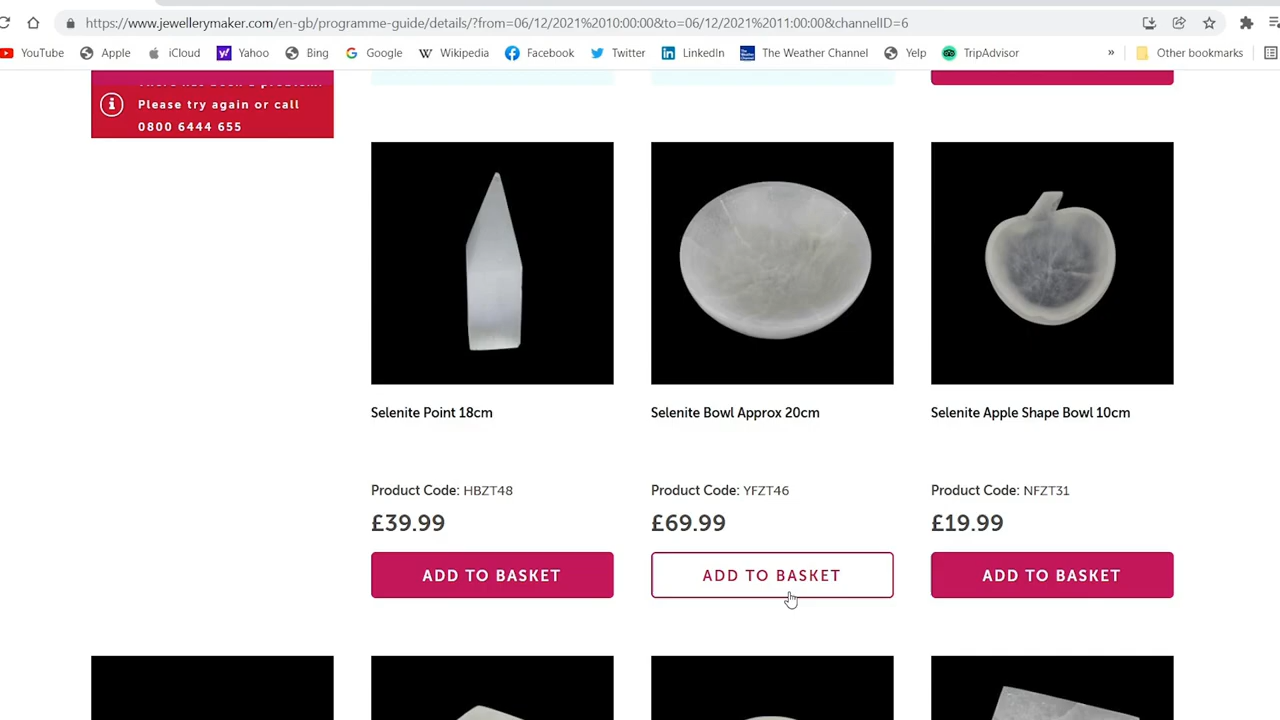 https://www.jewellerymaker.com/en-gb/programme-guide/details/?from=06/12/2021%2010:00:00&to=06/12/2021%2011:00:00&channelID=6
YouTube Apple iCloud Yahoo Bing Google Wikipedia Facebook Twitter LinkedIn The Weather Channel Yelp TripAdvisor » Other bookmarks
Please try again or call
0800 6444 655
Selenite Point 18cm
Selenite Bowl Approx 20cm
Selenite Apple Shape Bowl 10cm
Product Code: HBZT48
Product Code: YFZT46
Product Code: NFZT31
£39.99
£69.99
£19.99
ADD TO BASKET
ADD TO BASKET
ADD TO BASKET